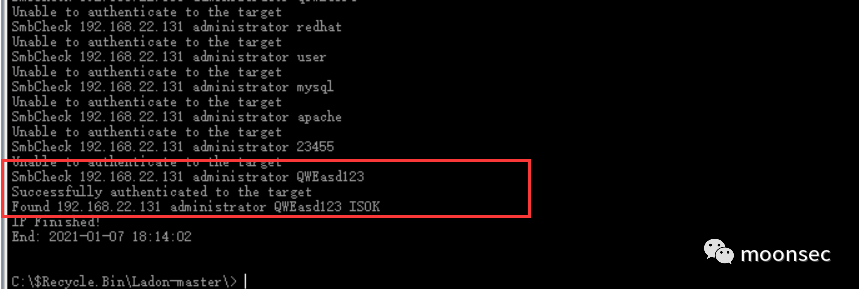 Unable to authenticate to the target
SmbCheck 192.168.22.131 administrator redhat
Unable to authenticate to the target
SmbCheck 192.168.22.131 administrator user
Unable to authenticate to the target
SmbCheck 192.168.22.131 administrator mysql
Unable to authenticate to the target
SmbCheck 192.168.22.131 administrator apache
Unable to authenticate to the target
SmbCheck 192.168.22.131 administrator 23455
Unable to authenticate to the target
SmbCheck 192.168.22.131 administrator QWEasd123
Successfully authenticated to the target
Found 192.168.22.131 administrator QWEasd123 ISOK
IP Finished!
End: 2021-01-07 18:14:02
moonsec
C:\$Recycle.Bin\Ladon-master\>